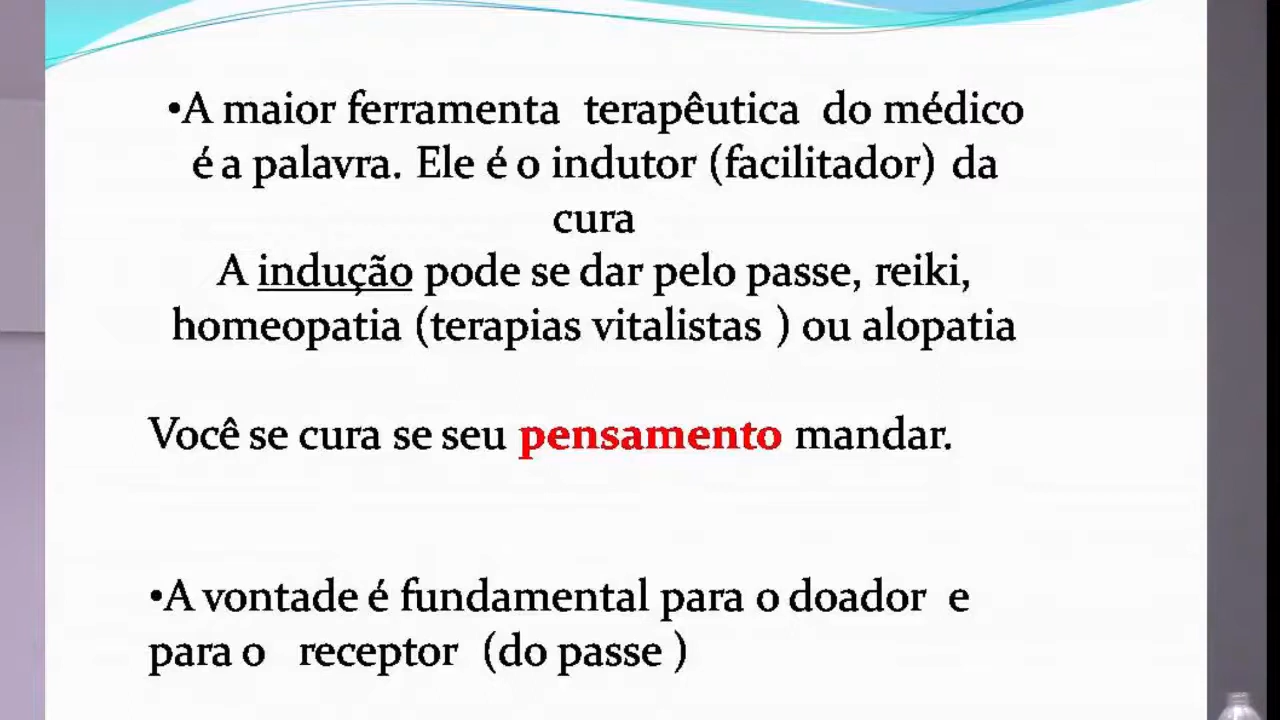 •A maior ferramenta terapêutica do médico
é a palavra. Ele é o indutor (facilitador) da
cura
A indução pode se dar pelo passe, reiki,
homeopatia (terapias vitalistas ) ou alopatia
Você se cura se seu pensamento mandar.
•A vontade é fundamental para o doador e
para o receptor (do passe )